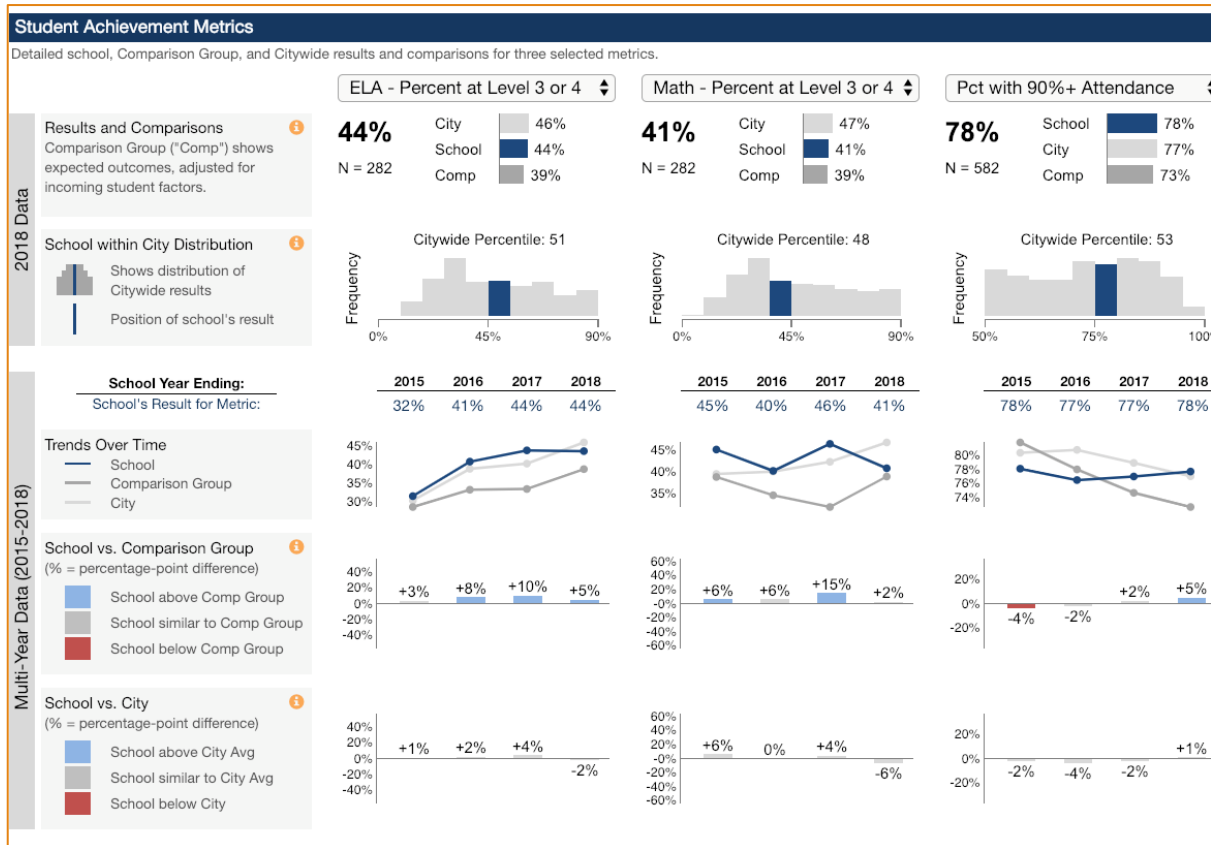 Student Achievement Metrics
Detailed school, Comparison Group, and Citywide results and comparisons for three selected metrics.
ELA - Percent at Level 3 or 4
Math - Percent at Level 3 or 4
Pct with 90%+ Attendance
2018 Data
Results and Comparisons
Comparison Group ("Comp") shows
expected outcomes, adjusted for
incoming student factors.
44%
N = 282
City 46%
School 44%
Comp 39%
41%
N = 282
City 47%
School 41%
Comp 39%
78%
N = 582
School 78%
City 77%
Comp 73%
School within City Distribution
Shows distribution of
Citywide results
Position of school's result
Citywide Percentile: 51
Frequency
0% 45% 90%
Citywide Percentile: 48
Frequency
0% 45% 90%
Citywide Percentile: 53
Frequency
50% 75% 100%
Multi-Year Data (2015-2018)
School Year Ending:
School's Result for Metric:
2015 2016 2017 2018
32% 41% 44% 44%
2015 2016 2017 2018
45% 40% 46% 41%
2015 2016 2017 2018
78% 77% 77% 78%
Trends Over Time
School
Comparison Group
City
45%
40%
35%
30%
45%
40%
35%
80%
78%
76%
74%
School vs. Comparison Group
(% = percentage-point difference)
School above Comp Group
School similar to Comp Group
School below Comp Group
40%
20%
0%
-20%
-40%
+3% +8% +10% +5%
60%
40%
20%
-0%
-20%
-40%
-60%
+6% +6% +15% +2%
20%
0%
-20%
-4% -2% +2% +5%
School vs. City
(% = percentage-point difference)
School above City Avg
School similar to City Avg
School below City
40%
20%
0%
-20%
-40%
+1% +2% +4% -2%
60%
40%
20%
-0%
-20%
-40%
-60%
+6% 0% +4% -6%
20%
0%
-20%
-2% -4% -2% +1%